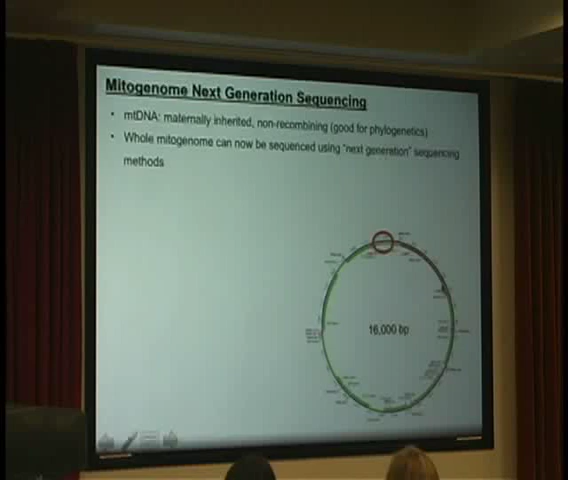 Mitogenome Next Generation Sequencing
• mtDNA: maternally inherited, non-recombining (good for phylogenetics)
• Whole mitogenome can now be sequenced using "next generation" sequencing
methods
16,000 bp